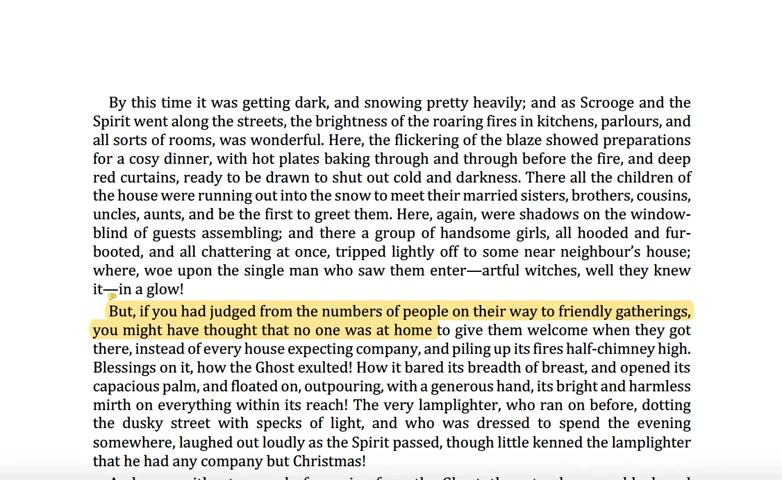 By this time it was getting dark, and snowing pretty heavily; and as Scrooge and the
Spirit went along the streets, the brightness of the roaring fires in kitchens, parlours, and
all sorts of rooms, was wonderful. Here, the flickering of the blaze showed preparations
for a cosy dinner, with hot plates baking through and through before the fire, and deep
red curtains, ready to be drawn to shut out cold and darkness. There all the children of
the house were running out into the snow to meet their married sisters, brothers, cousins,
uncles, aunts, and be the first to greet them. Here, again, were shadows on the window-
blind of guests assembling; and there a group of handsome girls, all hooded and fur-
booted, and all chattering at once, tripped lightly off to some near neighbour's house;
where, woe upon the single man who saw them enter—artful witches, well they knew
it—in a glow!
But, if you had judged from the numbers of people on their way to friendly gatherings,
you might have thought that no one was at home to give them welcome when they got
there, instead of every house expecting company, and piling up its fires half-chimney high.
Blessings on it, how the Ghost exulted! How it bared its breadth of breast, and opened its
capacious palm, and floated on, outpouring, with a generous hand, its bright and harmless
mirth on everything within its reach! The very lamplighter, who ran on before, dotting
the dusky street with specks of light, and who was dressed to spend the evening
somewhere, laughed out loudly as the Spirit passed, though little kenned the lamplighter
that he had any company but Christmas!